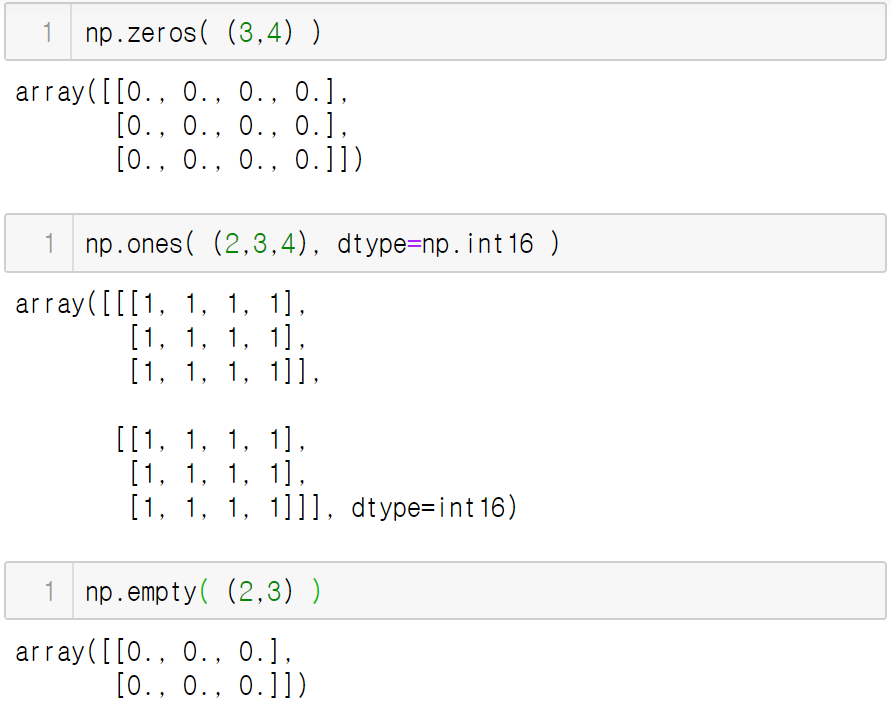 1 np.zeros( (3,4) )
array([[0., 0., 0., 0.],
       [0., 0., 0., 0.],
       [0., 0., 0., 0.]])
1 np.ones( (2,3,4), dtype=np.int16 )
array([[[1, 1, 1, 1],
        [1, 1, 1, 1],
        [1, 1, 1, 1]],
       [[1, 1, 1, 1],
        [1, 1, 1, 1],
        [1, 1, 1, 1]]], dtype=int16)
1 np.empty( (2,3) )
array([[0., 0., 0.],
       [0., 0., 0.]])